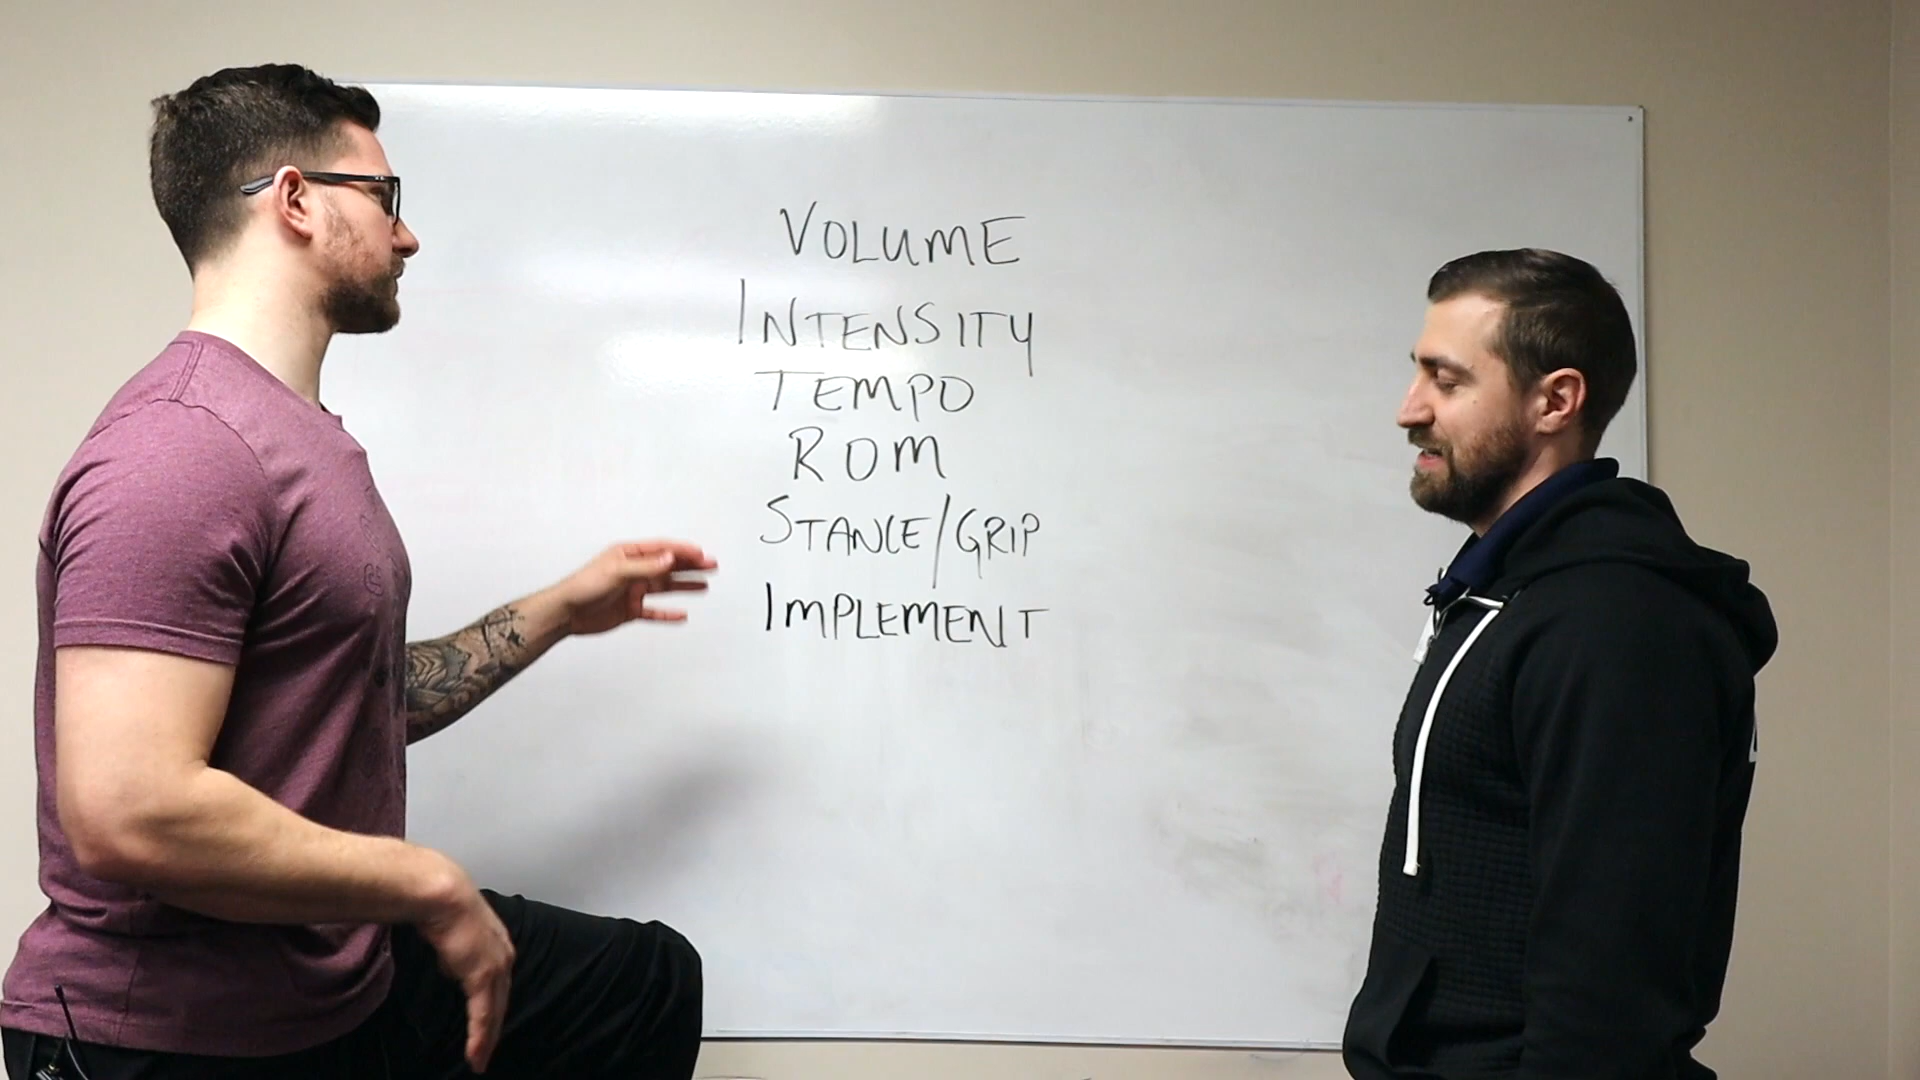 VOLUME
INTENSITY
TEMPO
ROM
STANCE/GRIP
IMPLEMENT